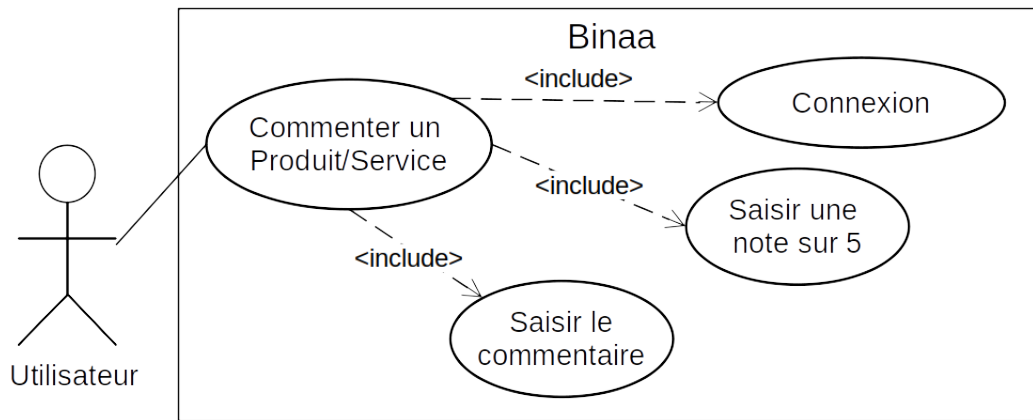 Binaa
<include>
Connexion
Commenter un
Produit/Service
<include>
Saisir une
note sur 5
<include>
Saisir le
commentaire
Utilisateur